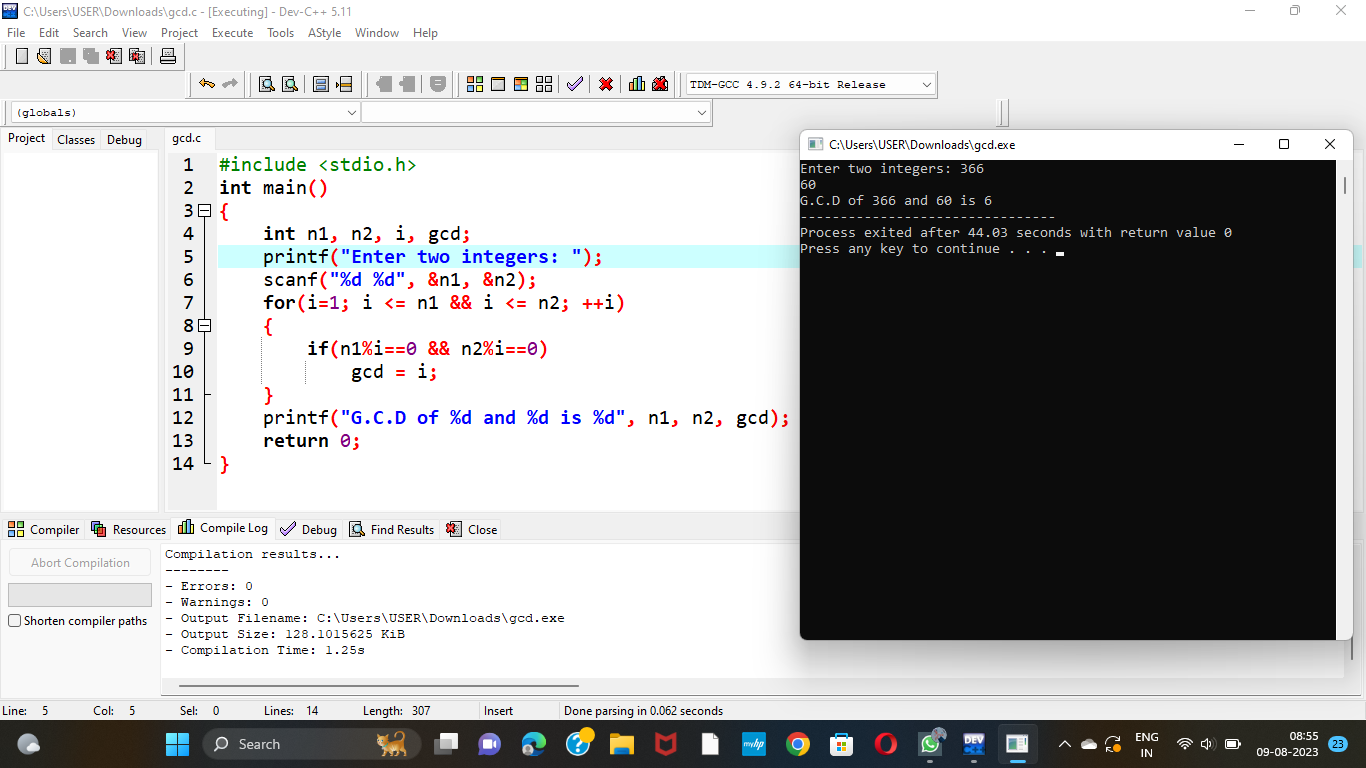 C:\Users\USER\Downloads\gcd.c - [Executing] - Dev-C++ 5.11
File Edit Search View Project Execute Tools AStyle Window Help
TDM-GCC 4.9.2 64-bit Release
(globals)
Project Classes Debug
gcd.c
1 #include <stdio.h>
2 int main()
3 {
4 int n1, n2, i, gcd;
5 printf("Enter two integers: ");
6 scanf("%d %d", &n1, &n2);
7 for(i=1; i <= n1 && i <= n2; ++i)
8 {
9 if(n1%i==0 && n2%i==0)
10 gcd = i;
11 }
12 printf("G.C.D of %d and %d is %d", n1, n2, gcd);
13 return 0;
14 }
C:\Users\USER\Downloads\gcd.exe
Enter two integers: 366
60
G.C.D of 366 and 60 is 6
--------------------------------
Process exited after 44.03 seconds with return value 0
Press any key to continue . . .
Compiler Resources Compile Log Debug Find Results Close
Abort Compilation
Shorten compiler paths
Compilation results...
--------
- Errors: 0
- Warnings: 0
- Output Filename: C:\Users\USER\Downloads\gcd.exe
- Output Size: 128.1015625 KiB
- Compilation Time: 1.25s
Line: 5 Col: 5 Sel: 0 Lines: 14 Length: 307 Insert Done parsing in 0.062 seconds
Search
myhp
DEV
ENG
IN
08:55
09-08-2023
23